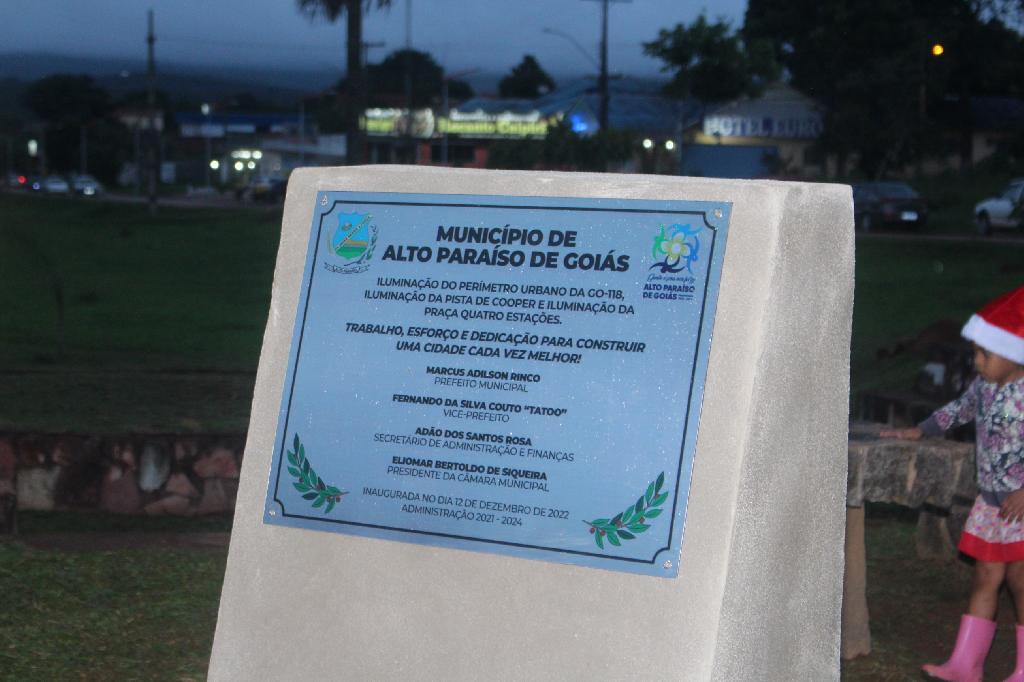 MUNICÍPIO DE
ALTO PARAÍSO DE GOIÁS
ALTO PARAÍSO
DE GOIÁS
ILUMINAÇÃO DO PERÍMETRO URBANO DA GO-118,
ILUMINAÇÃO DA PISTA DE COOPER E ILUMINAÇÃO DA
PRAÇA QUATRO ESTAÇÕES.
TRABALHO, ESFORÇO E DEDICAÇÃO PARA CONSTRUIR
UMA CIDADE CADA VEZ MELHOR!
MARCUS ADILSON RINCO
PREFEITO MUNICIPAL
FERNANDO DA SILVA COUTO "TATOO"
VICE-PREFEITO
ADÃO DOS SANTOS ROSA
SECRETÁRIO DE ADMINISTRAÇÃO E FINANÇAS
ELIOMAR BERTOLDO DE SIQUEIRA
PRESIDENTE DA CÂMARA MUNICIPAL
INAUGURADA NO DIA 12 DE DEZEMBRO DE 2022
ADMINISTRAÇÃO 2021 - 2024